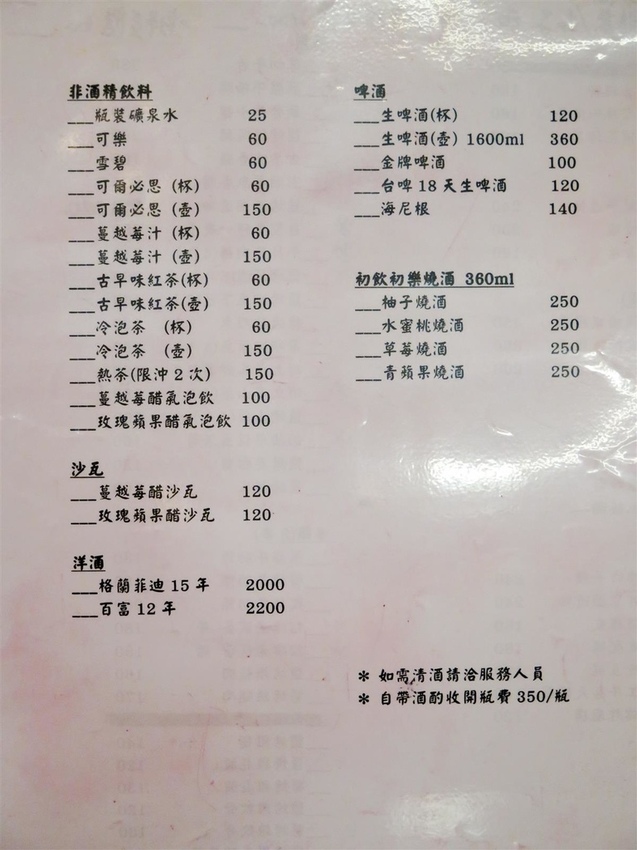 非酒精飲料
___瓶裝礦泉水 25
___可樂 60
___雪碧 60
___可爾必思 (杯) 60
___可爾必思 (壺) 150
___蔓越莓汁 (杯) 60
___蔓越莓汁 (壺) 150
___古早味紅茶(杯) 60
___古早味紅茶(壺) 150
___冷泡茶 (杯) 60
___冷泡茶 (壺) 150
___熱茶(限沖2次) 150
___蔓越莓醋氣泡飲 100
___玫瑰蘋果醋氣泡飲 100
沙瓦
___蔓越莓醋沙瓦 120
___玫瑰蘋果醋沙瓦 120
洋酒
___格蘭菲迪 15 年 2000
___百富 12 年 2200
啤酒
___生啤酒(杯) 120
___生啤酒(壺) 1600ml 360
___金牌啤酒 100
___台啤 18 天生啤酒 120
___海尼根 140
初飲初樂燒酒 360ml
___柚子燒酒 250
___水蜜桃燒酒 250
___草莓燒酒 250
___青蘋果燒酒 250
* 如需清酒請洽服務人員
* 自帶酒酌收開瓶費 350/瓶